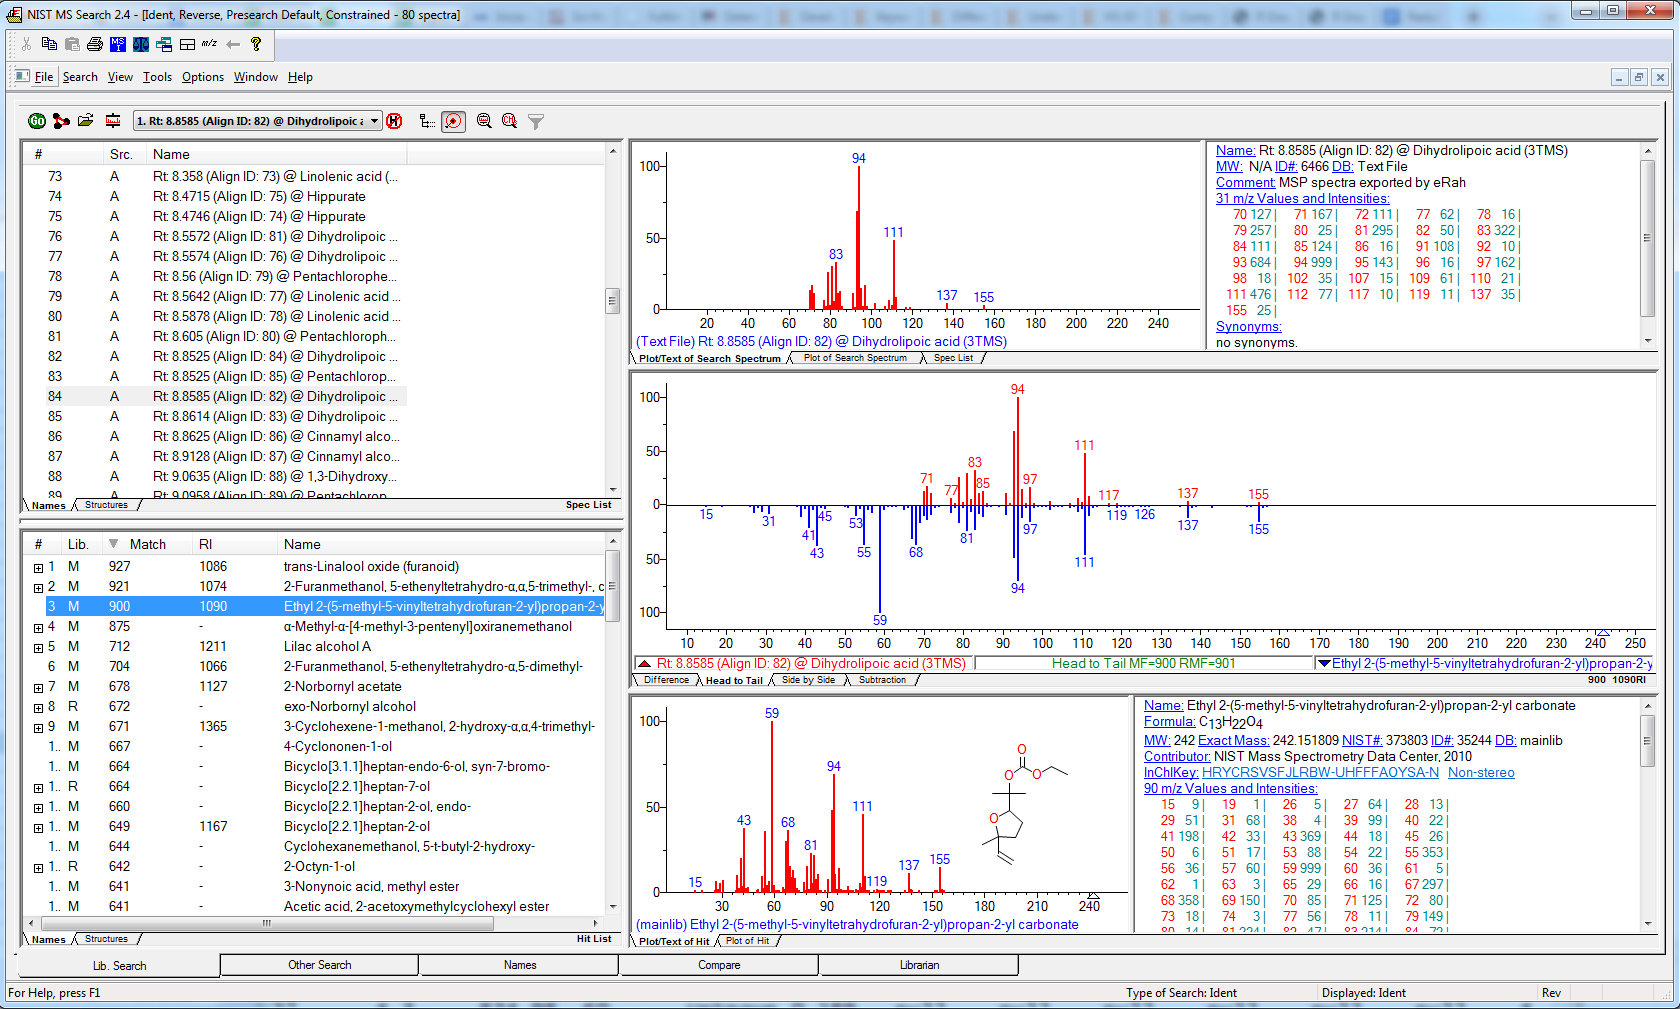 NIST MS Search 2.4 - [Ident, Reverse, Presearch Default, Constrained - 80 spectra]
File Search View Tools Options Window Help
1. Rt: 8.8585 (Align ID: 82) @ Dihydrolipoic a
# Src. Name
73 A Rt: 8.358 (Align ID: 73) @ Linolenic acid (...
74 A Rt: 8.4715 (Align ID: 75) @ Hippurate
75 A Rt: 8.4746 (Align ID: 74) @ Hippurate
76 A Rt: 8.5572 (Align ID: 81) @ Dihydrolipoic ...
77 A Rt: 8.5574 (Align ID: 76) @ Dihydrolipoic ...
78 A Rt: 8.56 (Align ID: 79) @ Pentachlorophe...
79 A Rt: 8.5642 (Align ID: 77) @ Linolenic acid ...
80 A Rt: 8.5878 (Align ID: 78) @ Linolenic acid ...
81 A Rt: 8.605 (Align ID: 80) @ Pentachloroph...
82 A Rt: 8.8525 (Align ID: 84) @ Dihydrolipoic ...
83 A Rt: 8.8525 (Align ID: 85) @ Pentachlorop...
84 A Rt: 8.8585 (Align ID: 82) @ Dihydrolipoic ...
85 A Rt: 8.8614 (Align ID: 83) @ Dihydrolipoic ...
86 A Rt: 8.8625 (Align ID: 86) @ Cinnamyl alco...
87 A Rt: 8.9128 (Align ID: 87) @ Cinnamyl alco...
88 A Rt: 9.0635 (Align ID: 88) @ 1,3-Dihydroxy...
89 A Rt: 9.0958 (Align ID: 89) @ Pentachlorop
Names Structures Spec List
# Lib. Match RI Name
1 M 927 1086 trans-Linalool oxide (furanoid)
2 M 921 1074 2-Furanmethanol, 5-ethenyltetrahydro-α,α,5-trimethyl-, c
3 M 900 1090 Ethyl 2-(5-methyl-5-vinyltetrahydrofuran-2-yl)propan-2-y
4 M 875 - α-Methyl-α-[4-methyl-3-pentenyl]oxiranemethanol
5 M 712 1211 Lilac alcohol A
6 M 704 1066 2-Furanmethanol, 5-ethenyltetrahydro-α,5-dimethyl-
7 M 678 1127 2-Norbornyl acetate
8 R 672 - exo-Norbornyl alcohol
9 M 671 1365 3-Cyclohexene-1-methanol, 2-hydroxy-α,α,4-trimethyl-
1.. M 667 - 4-Cyclononen-1-ol
1.. M 664 - Bicyclo[3.1.1]heptan-endo-6-ol, syn-7-bromo-
1.. R 664 - Bicyclo[2.2.1]heptan-7-ol
1.. M 660 - Bicyclo[2.2.1]heptan-2-ol, endo-
1.. M 649 1167 Bicyclo[2.2.1]heptan-2-ol
1.. M 644 - Cyclohexanemethanol, 5-t-butyl-2-hydroxy-
1.. R 642 - 2-Octyn-1-ol
1.. M 641 - 3-Nonynoic acid, methyl ester
1.. M 641 - Acetic acid, 2-acetoxymethylcyclohexyl ester
Names Structures Hit List
100 50 0
94 111 83 137 155
20 40 60 80 100 120 140 160 180 200 220 240
(Text File) Rt: 8.8585 (Align ID: 82) @ Dihydrolipoic acid (3TMS)
Plot/Text of Search Spectrum Plot of Search Spectrum Spec List
Name: Rt: 8.8585 (Align ID: 82) @ Dihydrolipoic acid (3TMS)
MW: N/A ID#: 6466 DB: Text File
Comment: MSP spectra exported by eRah
31 m/z Values and Intensities:
70 127| 71 167| 72 111| 77 62| 78 16|
79 257| 80 25| 81 295| 82 50| 83 322|
84 111| 85 124| 86 16| 91 108| 92 10|
93 684| 94 999| 95 143| 96 16| 97 162|
98 18| 102 35| 107 15| 109 61| 110 21|
111 476| 112 77| 117 10| 119 11| 137 35|
155 25|
Synonyms:
no synonyms.
100 50 0 50 100
94 111 83 71 77 85 97 117 137 155
15 31 41 43 45 53 55 59 68 81 94 97 111 119 126 137 155
10 20 30 40 50 60 70 80 90 100 110 120 130 140 150 160 170 180 190 200 210 220 230 240 250
Rt: 8.8585 (Align ID: 82) @ Dihydrolipoic acid (3TMS) Head to Tail MF=900 RMF=901 Ethyl 2-(5-methyl-5-vinyltetrahydrofuran-2-yl)propan-2-y
Difference Head to Tail Side by Side Subtraction 900 1090RI
100 50 0
59 94 43 68 111 81 15 119 137 155
O
O O
O
30 60 90 120 150 180 210 240
(mainlib) Ethyl 2-(5-methyl-5-vinyltetrahydrofuran-2-yl)propan-2-yl carbonate
Plot/Text of Hit Plot of Hit
Name: Ethyl 2-(5-methyl-5-vinyltetrahydrofuran-2-yl)propan-2-yl carbonate
Formula: C13H22O4
MW: 242 Exact Mass: 242.151809 NIST#: 373803 ID#: 35244 DB: mainlib
Contributor: NIST Mass Spectrometry Data Center, 2010
InChIKey: HRYCRSVSFJLRBW-UHFFFAOYSA-N Non-stereo
90 m/z Values and Intensities:
15 9| 19 1| 26 5| 27 64| 28 13|
29 51| 31 68| 38 4| 39 99| 40 22|
41 198| 42 33| 43 369| 44 18| 45 26|
50 6| 51 17| 53 88| 54 22| 55 353|
56 36| 57 60| 59 999| 60 36| 61 5|
62 1| 63 3| 65 29| 66 16| 67 297|
68 358| 69 150| 70 85| 71 125| 72 80|
73 18| 74 3| 77 56| 78 11| 79 149|
80 14| 81 224| 82 47| 83 214| 84 72|
Lib. Search Other Search Names Compare Librarian
For Help, press F1 Type of Search: Ident Displayed: Ident Rev